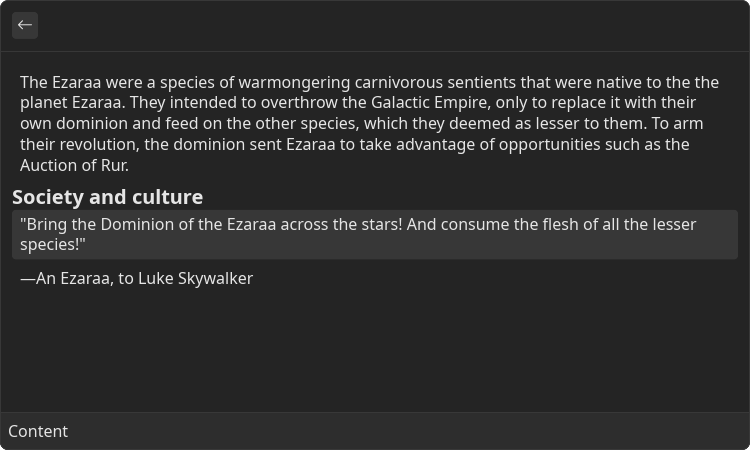 The Ezaraa were a species of warmongering carnivorous sentients that were native to the the
planet Ezaraa. They intended to overthrow the Galactic Empire, only to replace it with their
own dominion and feed on the other species, which they deemed as lesser to them. To arm
their revolution, the dominion sent Ezaraa to take advantage of opportunities such as the
Auction of Rur.
Society and culture
"Bring the Dominion of the Ezaraa across the stars! And consume the flesh of all the lesser
species!"
—An Ezaraa, to Luke Skywalker
Content